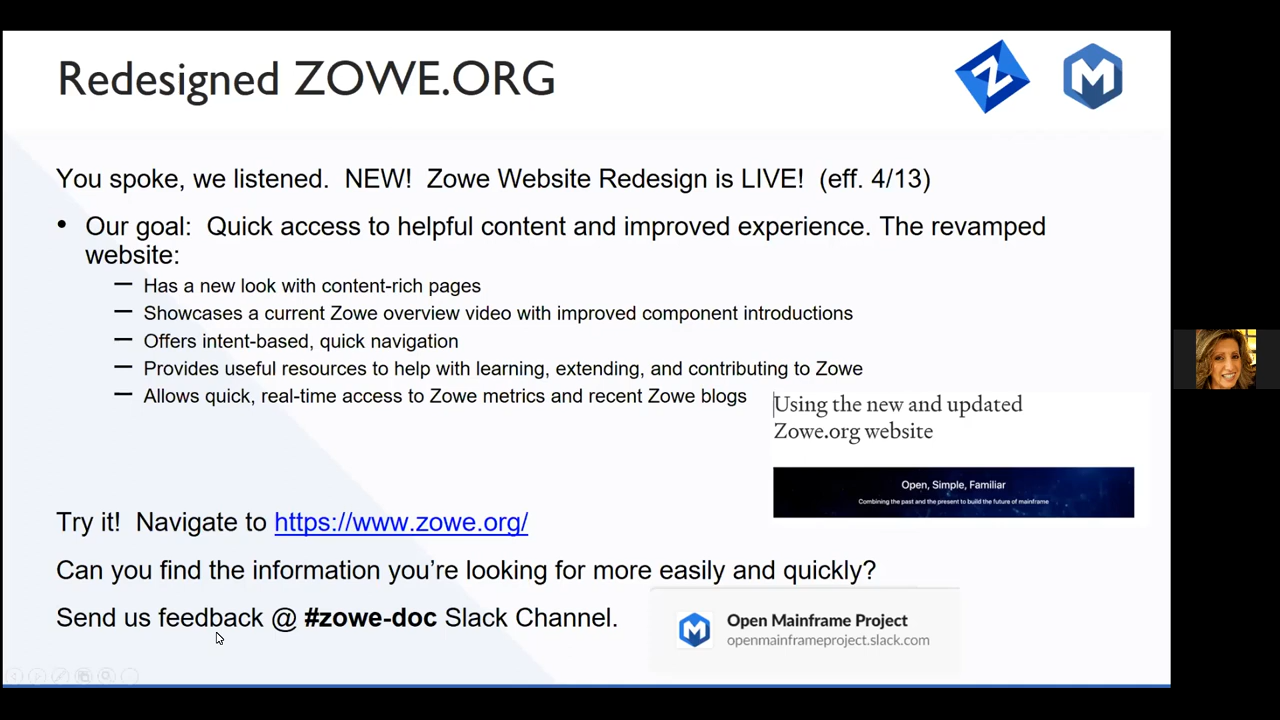 Redesigned ZOWE.ORG
You spoke, we listened.  NEW!  Zowe Website Redesign is LIVE!  (eff. 4/13)
• Our goal:  Quick access to helpful content and improved experience. The revamped
website:
— Has a new look with content-rich pages
— Showcases a current Zowe overview video with improved component introductions
— Offers intent-based, quick navigation
— Provides useful resources to help with learning, extending, and contributing to Zowe
— Allows quick, real-time access to Zowe metrics and recent Zowe blogs
Using the new and updated
Zowe.org website
Open, Simple, Familiar
Combining the past and the present to build the future of mainframe
Try it!  Navigate to https://www.zowe.org/
Can you find the information you’re looking for more easily and quickly?
Send us feedback @ #zowe-doc Slack Channel.
Open Mainframe Project
openmainframeproject.slack.com